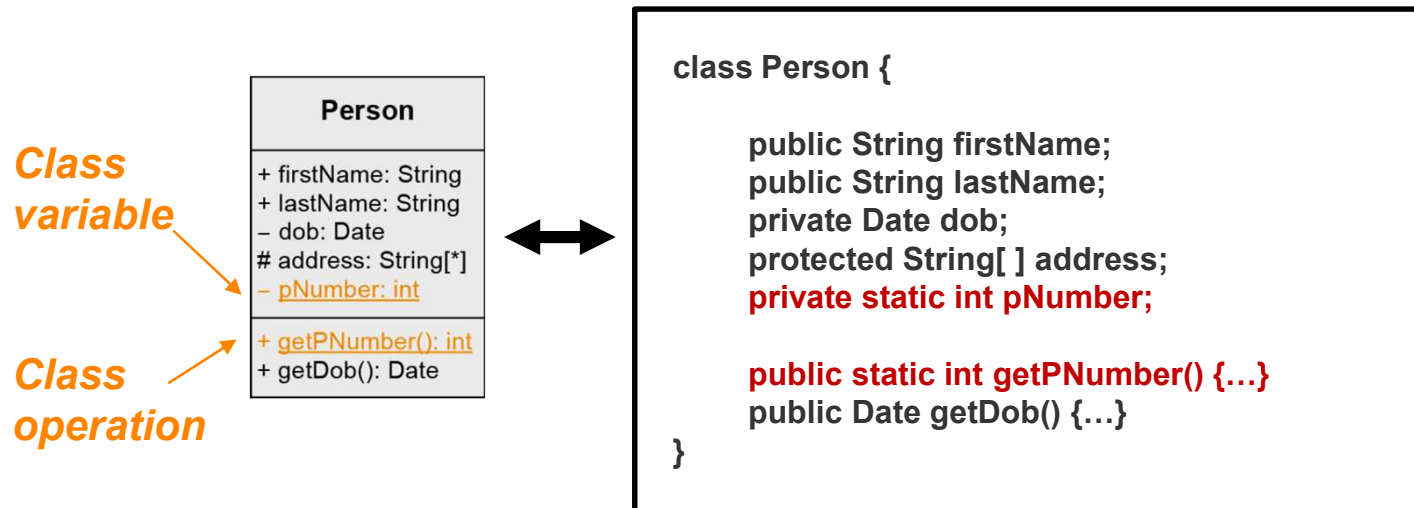 Class
variable
Class
operation
Person
+ firstName: String
+ lastName: String
– dob: Date
# address: String[*]
– pNumber: int
+ getPNumber(): int
+ getDob(): Date
class Person {
public String firstName;
public String lastName;
private Date dob;
protected String[ ] address;
private static int pNumber;
public static int getPNumber() {…}
public Date getDob() {…}
}